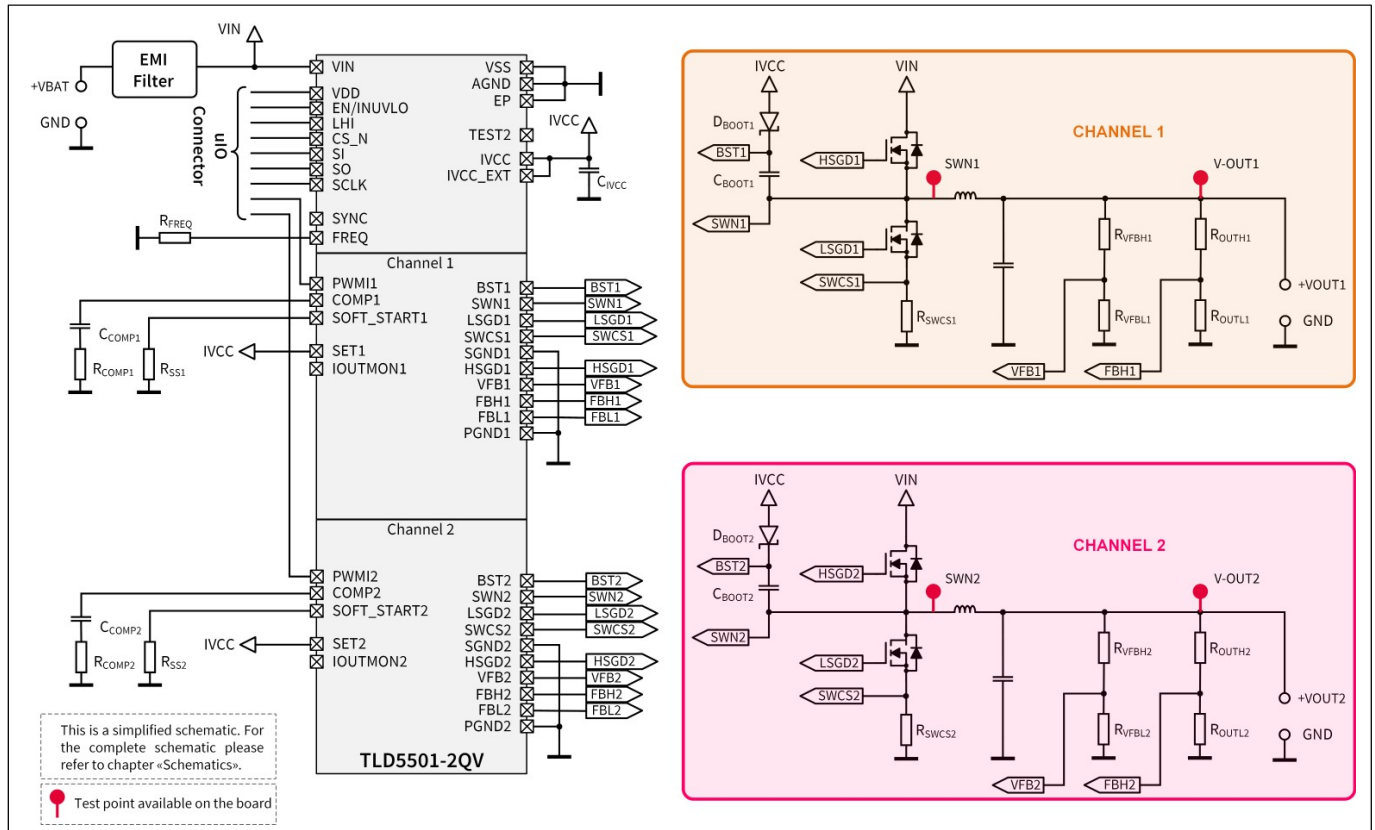 VIN
EMI
Filter
+VBAT
GND
uIO
Connector
VIN
VDD
EN/INUVLO
LHI
CS_N
SI
SO
SCLK
SYNC
FREQ
RFREQ
VSS
AGND
EP
TEST2
IVCC
IVCC_EXT
IVCC
CIVCC
Channel 1
PWMI1
COMP1
SOFT_START1
SET1
IOUTMON1
CCOMP1
RCOMP1
RSS1
IVCC
BST1
SWN1
LSGD1
SWCS1
SGND1
HSGD1
VFB1
FBH1
FBL1
PGND1
BST1
SWN1
LSGD1
SWCS1
HSGD1
VFB1
FBH1
FBL1
Channel 2
PWMI2
COMP2
SOFT_START2
SET2
IOUTMON2
CCOMP2
RCOMP2
RSS2
IVCC
BST2
SWN2
LSGD2
SWCS2
SGND2
HSGD2
VFB2
FBH2
FBL2
PGND2
BST2
SWN2
LSGD2
SWCS2
HSGD2
VFB2
FBH2
FBL2
TLD5501-2QV
This is a simplified schematic. For
the complete schematic please
refer to chapter «Schematics».
Test point available on the board
IVCC
VIN
DBOOT1
CHANNEL 1
BST1
HSGD1
CBOOT1
SWN1
V-OUT1
SWN1
LSGD1
SWCS1
RSWCS1
RVFBH1
ROUTH1
RVFBL1
ROUTL1
+VOUT1
GND
VFB1
FBH1
IVCC
VIN
DBOOT2
CHANNEL 2
BST2
HSGD2
CBOOT2
SWN2
V-OUT2
SWN2
LSGD2
SWCS2
RSWCS2
RVFBH2
ROUTH2
RVFBL2
ROUTL2
+VOUT2
GND
VFB2
FBH2